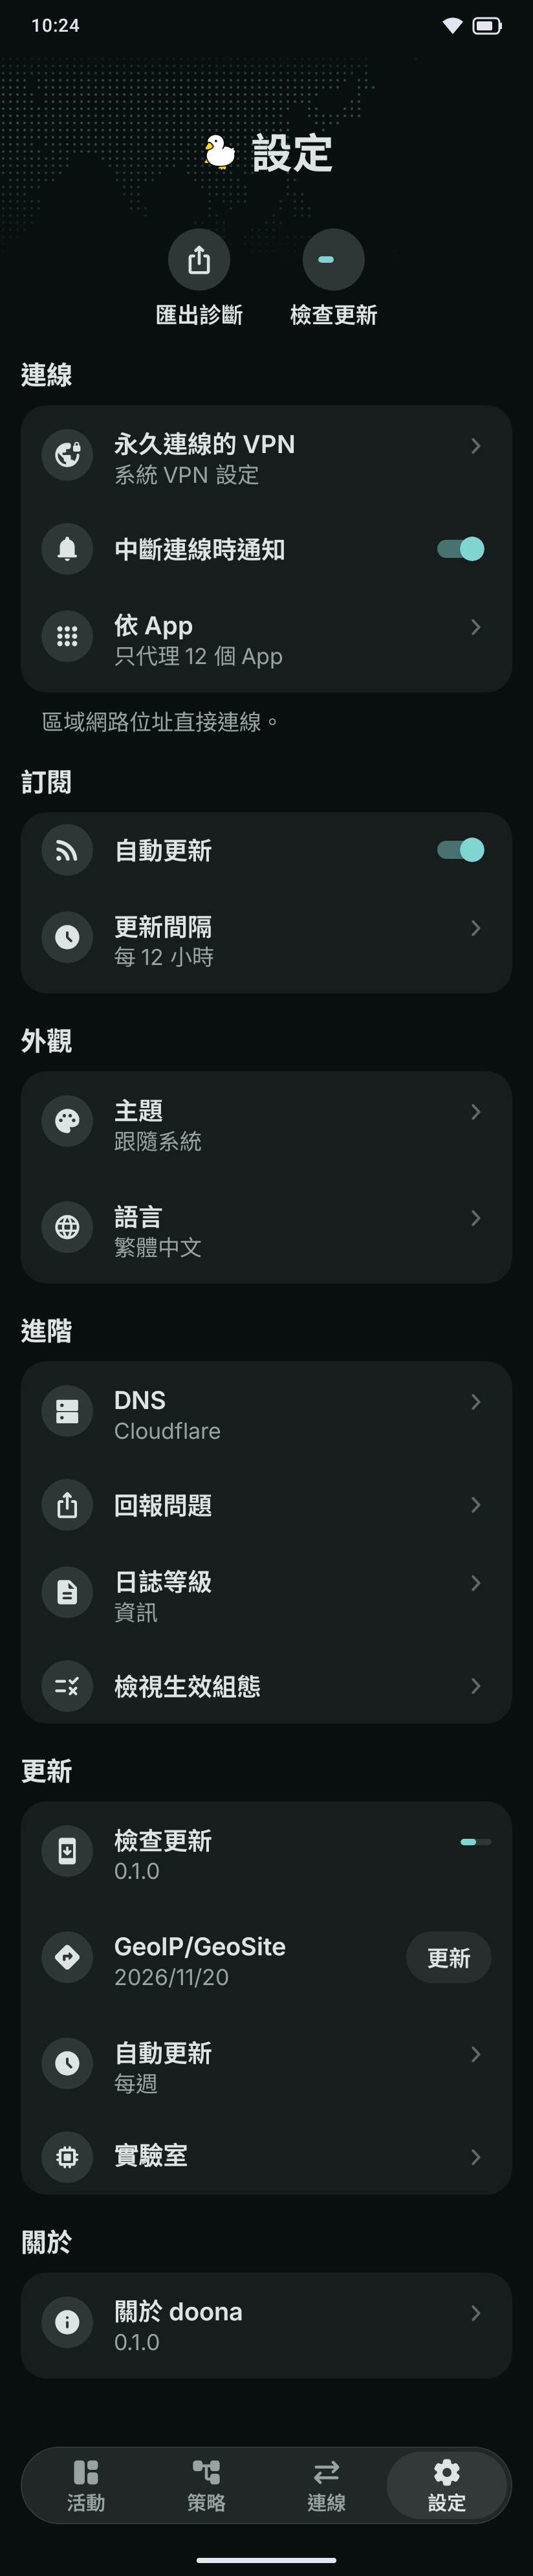 10:24
設定
匯出診斷
檢查更新
連線
永久連線的 VPN
系統 VPN 設定
中斷連線時通知
依 App
只代理 12 個 App
區域網路位址直接連線。
訂閱
自動更新
更新間隔
每 12 小時
外觀
主題
跟隨系統
語言
繁體中文
進階
DNS
Cloudflare
回報問題
日誌等級
資訊
檢視生效組態
更新
檢查更新
0.1.0
GeoIP/GeoSite
2026/11/20
更新
自動更新
每週
實驗室
關於
關於 doona
0.1.0
活動
策略
連線
設定